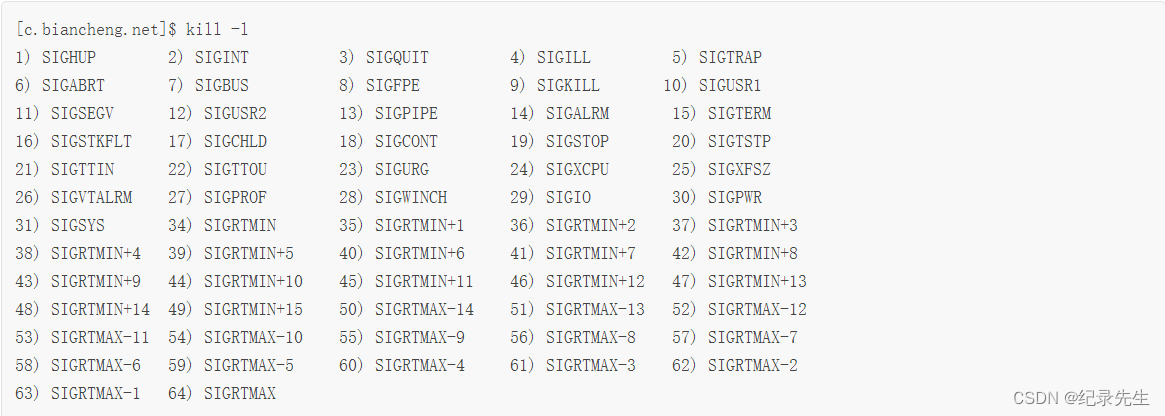 [c.biancheng.net]$ kill -l
1) SIGHUP 2) SIGINT 3) SIGQUIT 4) SIGILL 5) SIGTRAP
6) SIGABRT 7) SIGBUS 8) SIGFPE 9) SIGKILL 10) SIGUSR1
11) SIGSEGV 12) SIGUSR2 13) SIGPIPE 14) SIGALRM 15) SIGTERM
16) SIGSTKFLT 17) SIGCHLD 18) SIGCONT 19) SIGSTOP 20) SIGTSTP
21) SIGTTIN 22) SIGTTOU 23) SIGURG 24) SIGXCPU 25) SIGXFSZ
26) SIGVTALRM 27) SIGPROF 28) SIGWINCH 29) SIGIO 30) SIGPWR
31) SIGSYS 34) SIGRTMIN 35) SIGRTMIN+1 36) SIGRTMIN+2 37) SIGRTMIN+3
38) SIGRTMIN+4 39) SIGRTMIN+5 40) SIGRTMIN+6 41) SIGRTMIN+7 42) SIGRTMIN+8
43) SIGRTMIN+9 44) SIGRTMIN+10 45) SIGRTMIN+11 46) SIGRTMIN+12 47) SIGRTMIN+13
48) SIGRTMIN+14 49) SIGRTMIN+15 50) SIGRTMAX-14 51) SIGRTMAX-13 52) SIGRTMAX-12
53) SIGRTMAX-11 54) SIGRTMAX-10 55) SIGRTMAX-9 56) SIGRTMAX-8 57) SIGRTMAX-7
58) SIGRTMAX-6 59) SIGRTMAX-5 60) SIGRTMAX-4 61) SIGRTMAX-3 62) SIGRTMAX-2
63) SIGRTMAX-1 64) SIGRTMAX
CSDN @纪录先生